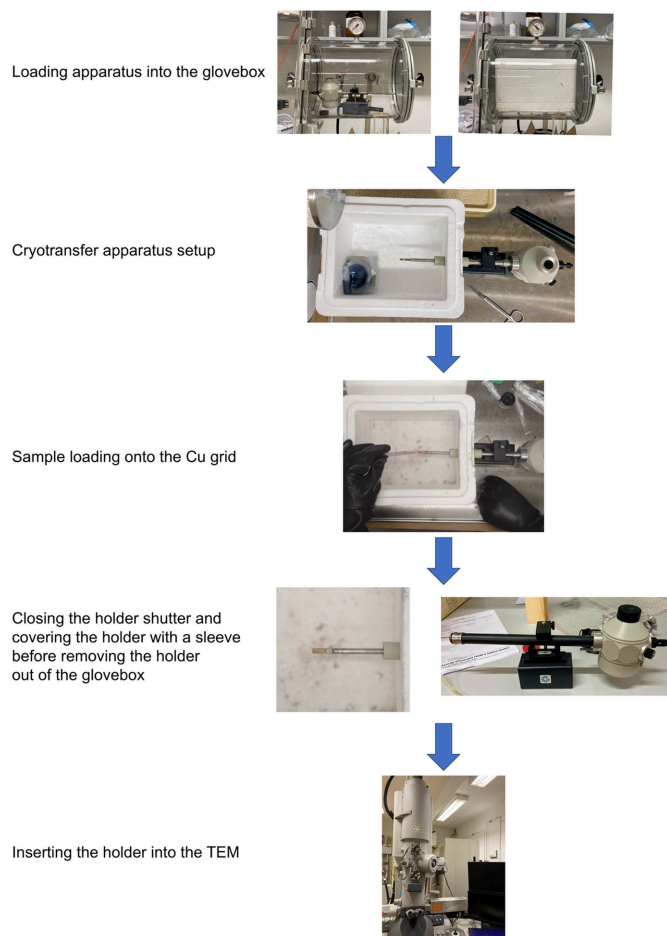 Loading apparatus into the glovebox
Cryotransfer apparatus setup
Sample loading onto the Cu grid
Closing the holder shutter and
covering the holder with a sleeve
before removing the holder
out of the glovebox
Inserting the holder into the TEM